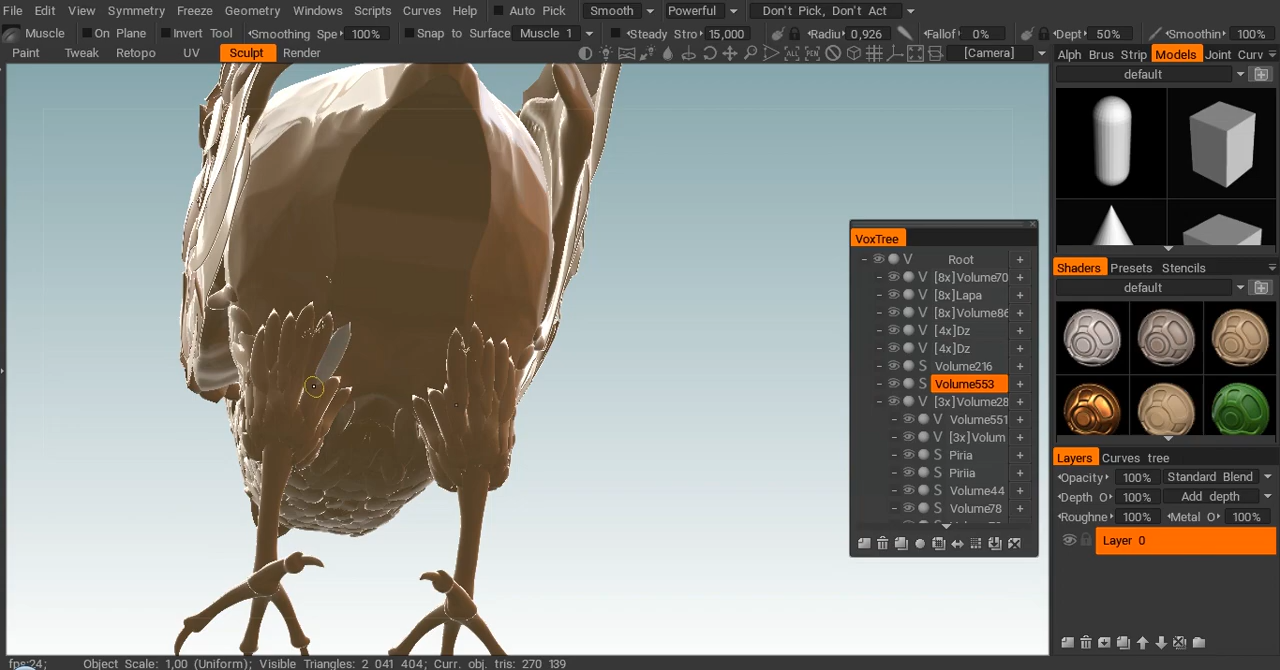 File Edit View Symmetry Freeze Geometry Windows Scripts Curves Help Auto Pick Smooth Powerful Don't Pick, Don't Act
Muscle On Plane Invert Tool Smoothing Spe 100% Snap to Surface Muscle 1 Steady Stro 15,000 Radiu 0,926 Fallof 0% Dept 50% Smoothin 100%
Paint Tweak Retopo UV Sculpt Render ALL PEN [Camera] Alph Brus Strip Models Joint Curv
default
VoxTree
V Root +
V [8x]Volume70 +
V [8x]Lapa +
V [8x]Volume86 +
V [4x]Dz +
V [4x]Dz +
S Volume216 +
S Volume553 +
V [3x]Volume28 +
V Volume551 +
V [3x]Volum +
S Piria +
S Piriia +
S Volume44 +
S Volume78 +
Shaders Presets Stencils
default
Layers Curves tree
Opacity 100% Standard Blend
Depth O 100% Add depth
Roughne 100% Metal O 100%
Layer 0
fps:24; Object Scale: 1,00 (Uniform); Visible Triangles: 2 041 404; Curr. obj. tris: 270 139